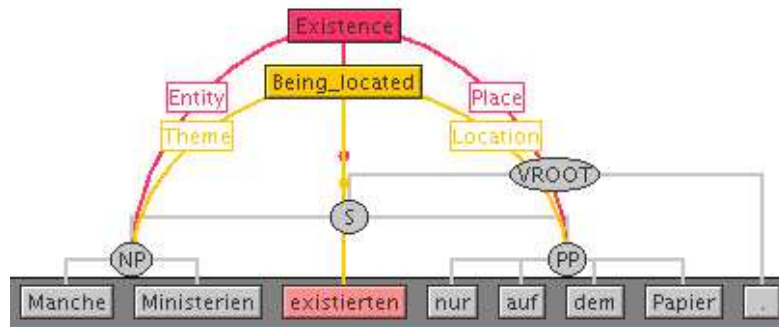 Existence
Being_located
Entity Place
Theme Location
VROOT
S
NP PP
Manche Ministerien existierten nur auf dem Papier .